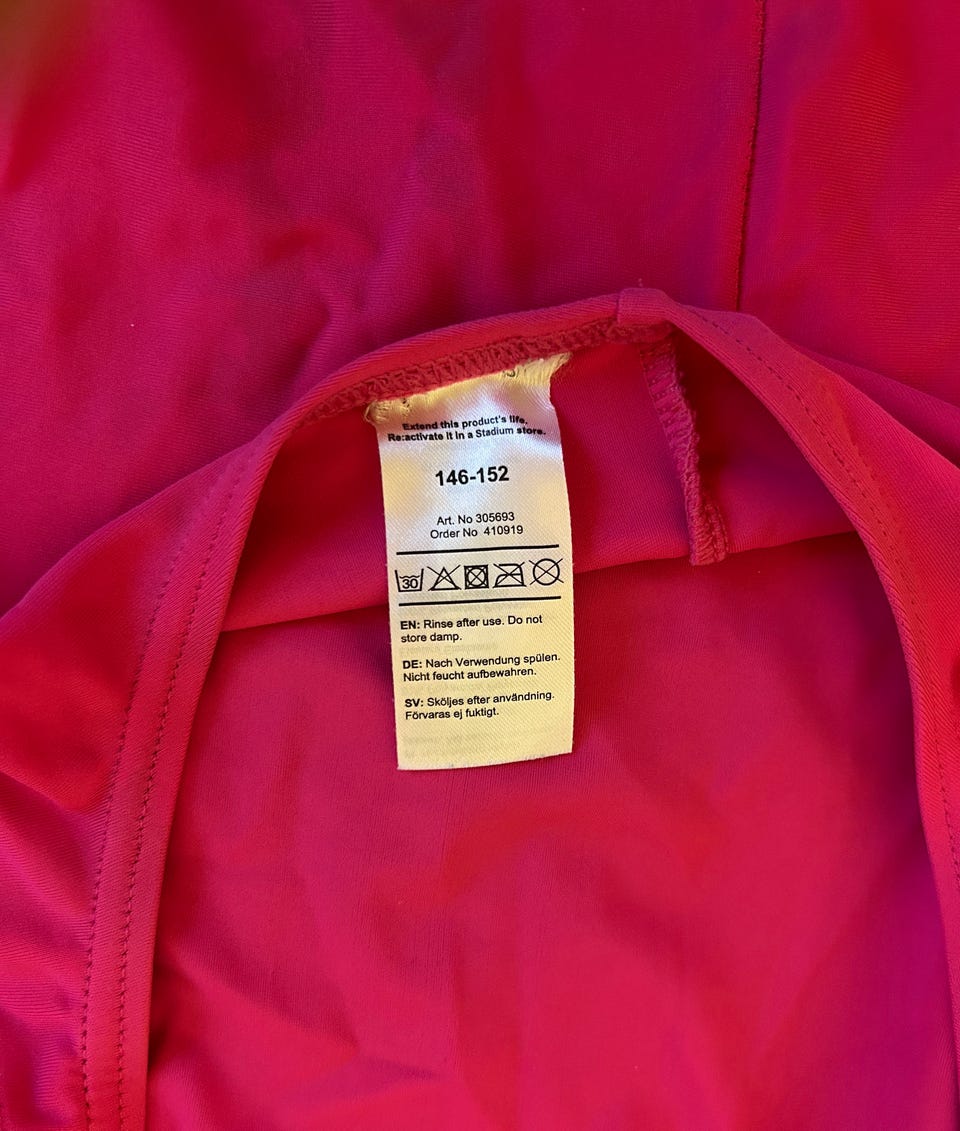 Extend this product's life.
Re:activate it in a Stadium store.
146-152
Art. No 305693
Order No 410919
30
EN: Rinse after use. Do not
store damp.
DE: Nach Verwendung spülen.
Nicht feucht aufbewahren.
SV: Sköljes efter användning.
Förvaras ej fuktigt.